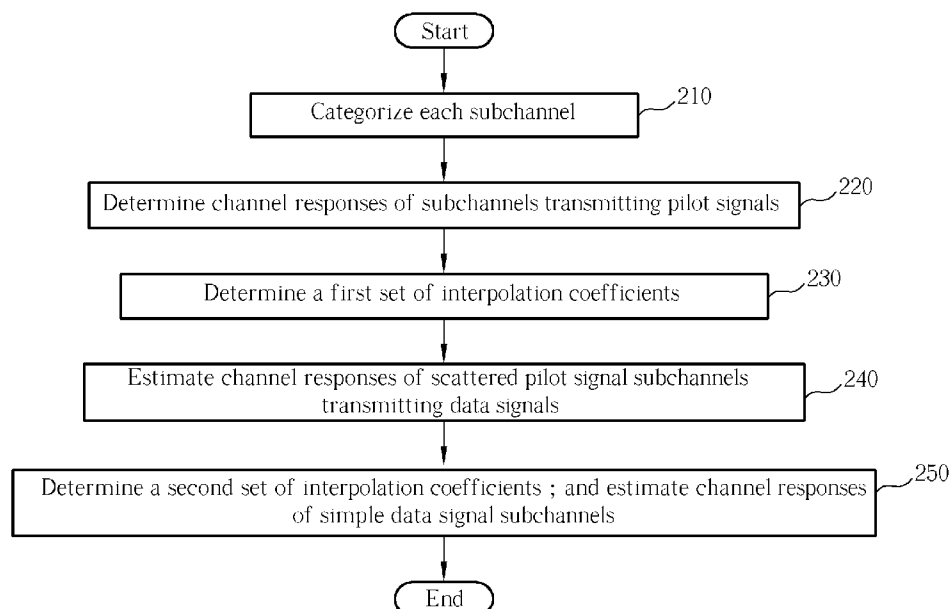 Start
Categorize each subchannel
210
Determine channel responses of subchannels transmitting pilot signals
220
Determine a first set of interpolation coefficients
230
Estimate channel responses of scattered pilot signal subchannels
transmitting data signals
240
Determine a second set of interpolation coefficients ; and estimate channel responses
of simple data signal subchannels
250
End